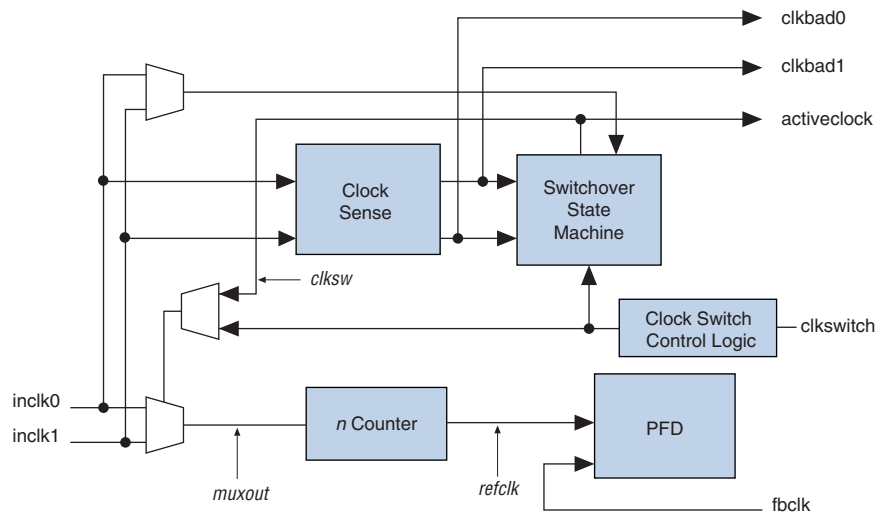 clkbad0
clkbad1
activeclock
Clock
Sense
Switchover
State
Machine
clksw
Clock Switch
Control Logic
clkswitch
inclk0
inclk1
n Counter
PFD
muxout
refclk
fbclk